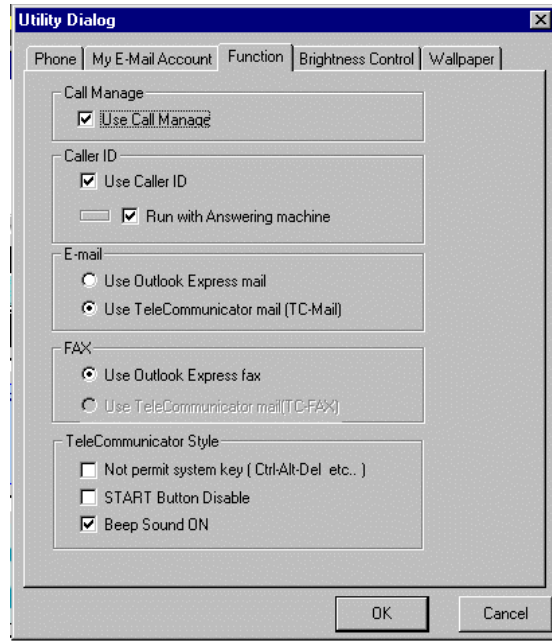 Utility Dialog
Phone My E-Mail Account Function Brightness Control Wallpaper
Call Manage
Use Call Manage
Caller ID
Use Caller ID
Run with Answering machine
E-mail
Use Outlook Express mail
Use TeleCommunicator mail (TC-Mail)
FAX
Use Outlook Express fax
Use TeleCommunicator mail(TC-FAX)
TeleCommunicator Style
Not permit system key ( Ctrl-Alt-Del etc.. )
START Button Disable
Beep Sound ON
OK Cancel